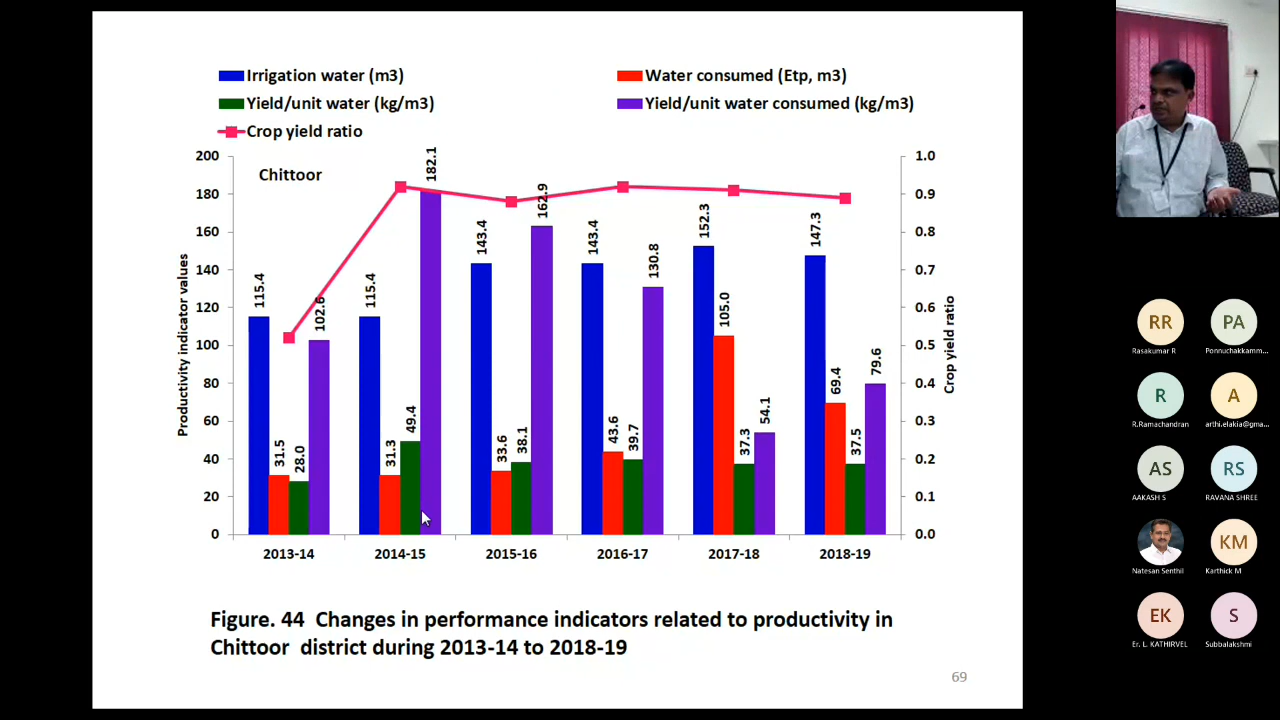 Irrigation water (m3)
Water consumed (Etp, m3)
Yield/unit water (kg/m3)
Yield/unit water consumed (kg/m3)
Crop yield ratio
Chittoor
200
180
160
140
120
100
80
60
40
20
0
Productivity indicator values
115.4
31.5
28.0
102.6
115.4
31.3
49.4
182.1
143.4
33.6
38.1
162.9
143.4
43.6
39.7
130.8
152.3
105.0
37.3
54.1
147.3
69.4
37.5
79.6
1.0
0.9
0.8
0.7
0.6
0.5
0.4
0.3
0.2
0.1
0.0
Crop yield ratio
2013-14
2014-15
2015-16
2016-17
2017-18
2018-19
Figure. 44 Changes in performance indicators related to productivity in
Chittoor district during 2013-14 to 2018-19
69
RR
Rasakumar R
PA
Ponnuchakkamm...
R
R.Ramachandran
A
arthi.elakia@gma...
AS
AAKASH S
RS
RAVANA SHREE
Natesan Senthil
KM
Karthick M
EK
Er. L. KATHIRVEL
S
Subbalakshmi